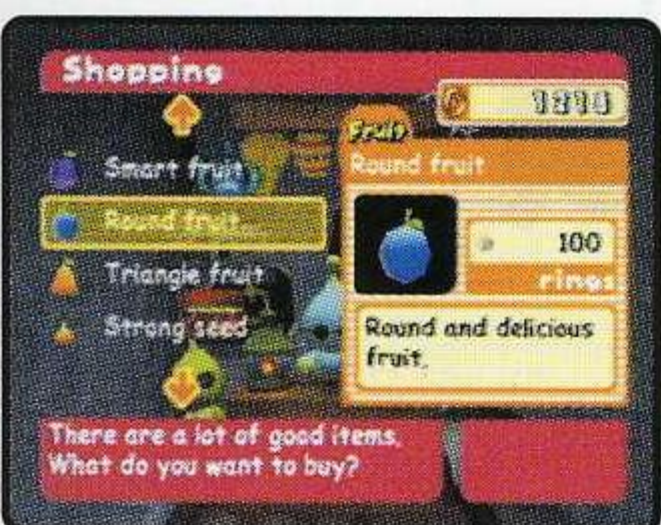 Shopping
Fruit
Round fruit
Smart fruit
Round fruit
Triangle fruit
Strong seed
100
rings
Round and delicious
fruit.
There are a lot of good items.
What do you want to buy?